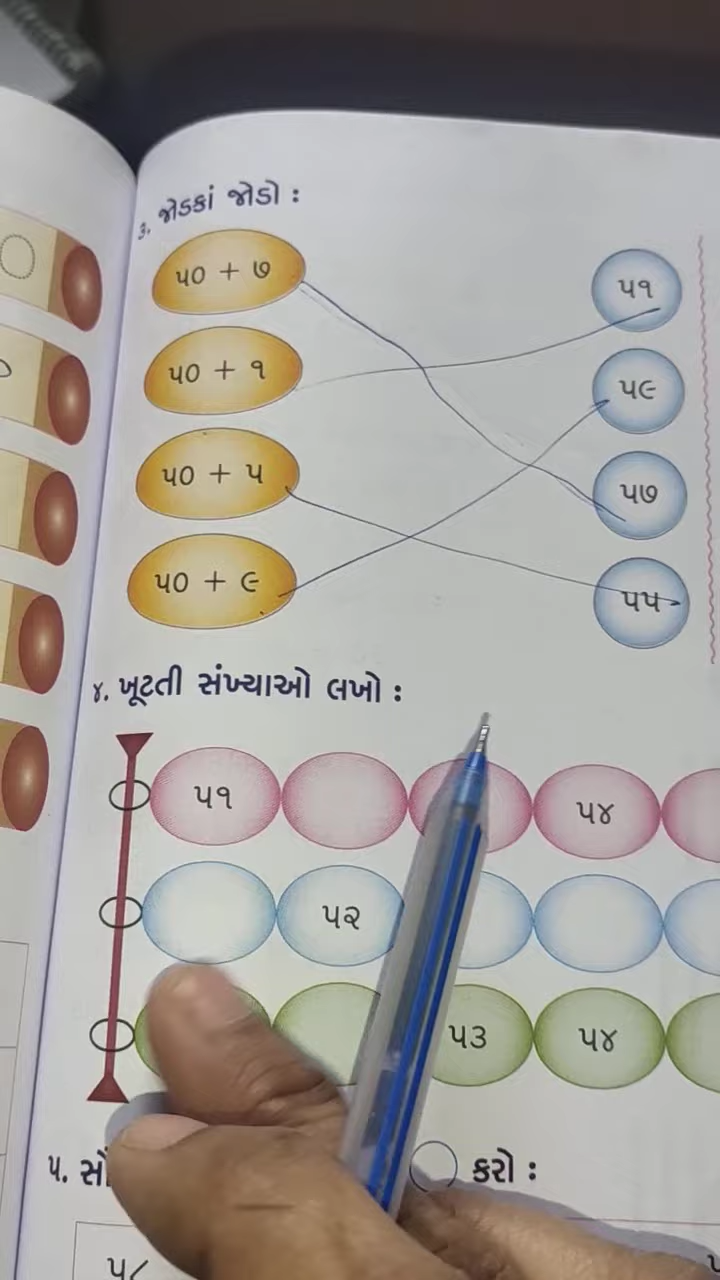 ૩. જોડકાં જોડો :
૫૦ + ૭ ૫૧
૫૦ + ૧ ૫૯
૫૦ + ૫ ૫૭
૫૦ + ૯ ૫૫
૪. ખૂટતી સંખ્યાઓ લખો :
૫૧ ૫૪
૫૨
૫૩ ૫૪
૫. કરો :